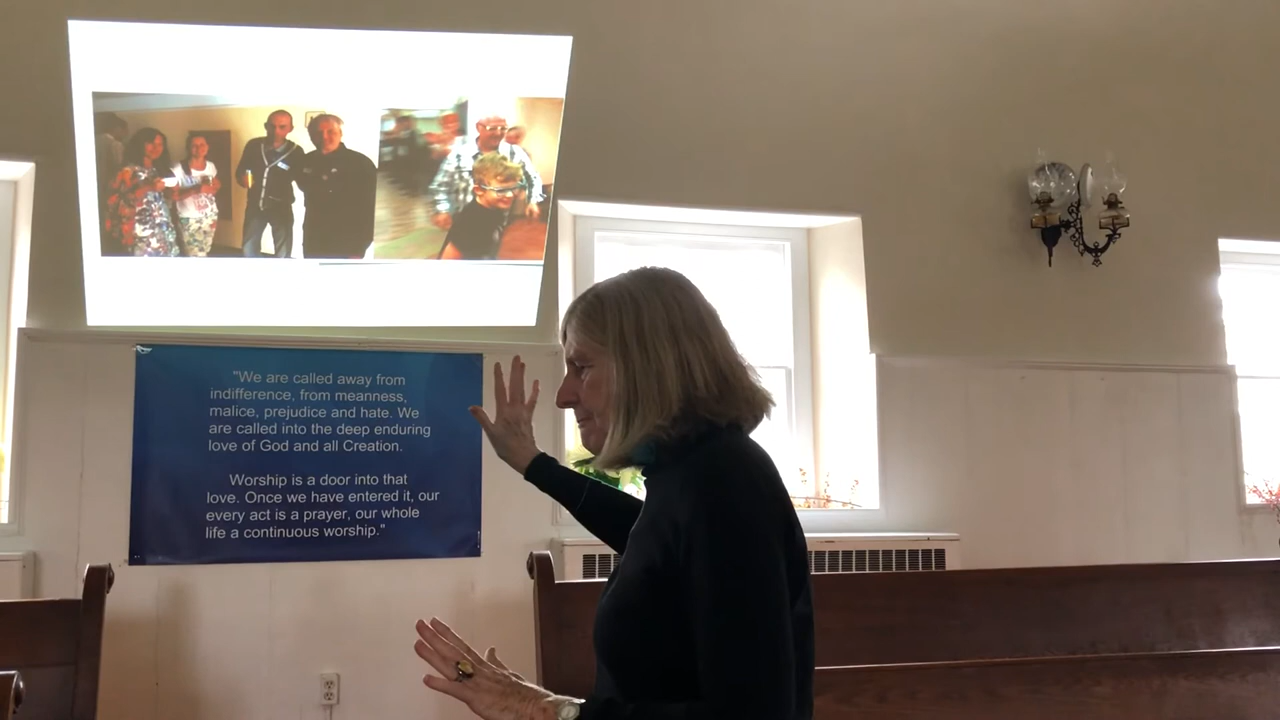 "We are called away from
indifference, from meanness,
malice, prejudice and hate. We
are called into the deep enduring
love of God and all Creation.
Worship is a door into that
love. Once we have entered it, our
every act is a prayer, our whole
life a continuous worship."